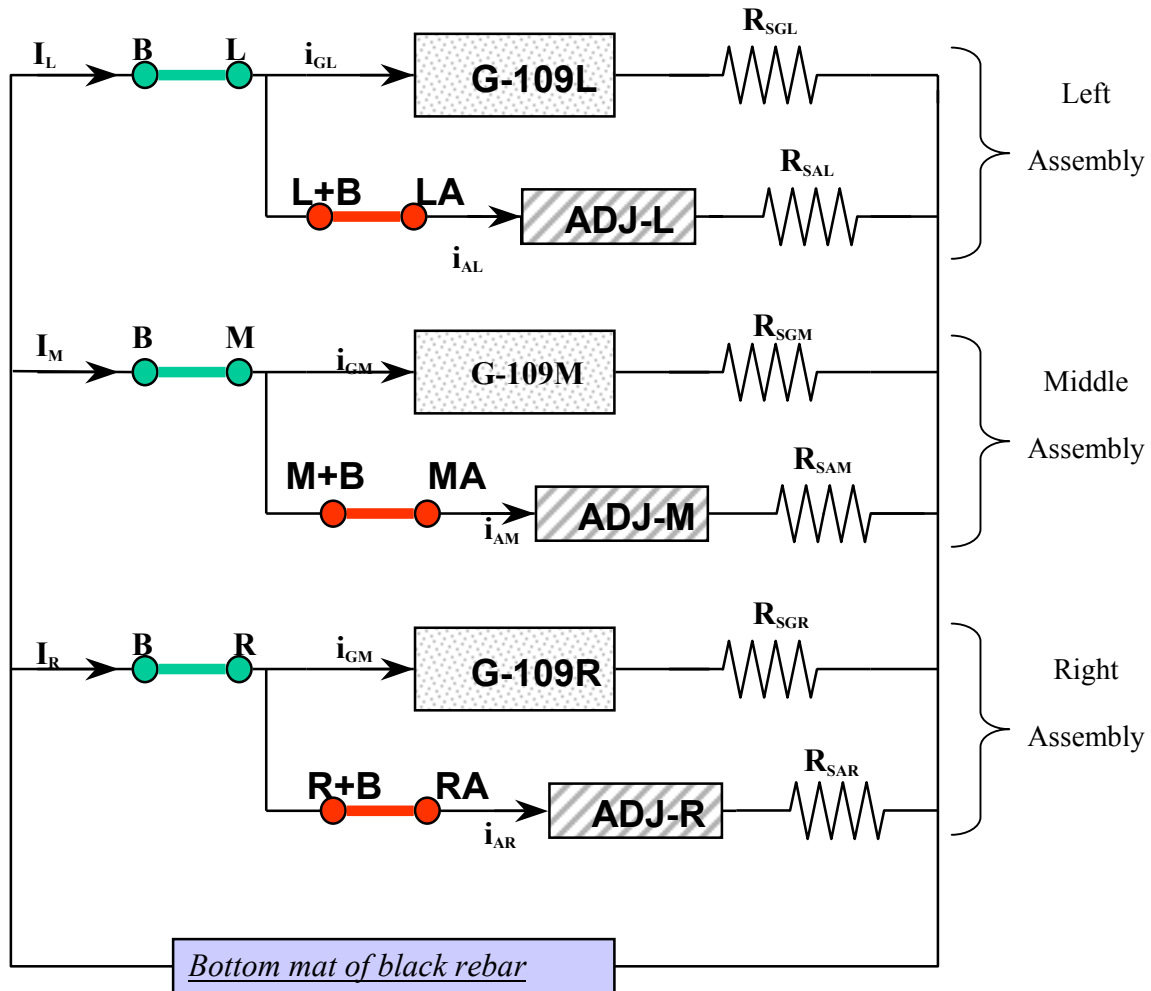 I_L B L i_GL G-109L R_SGL
Left
Assembly
L+B LA i_AL ADJ-L R_SAL
I_M B M i_GM G-109M R_SGM
Middle
Assembly
M+B MA i_AM ADJ-M R_SAM
I_R B R i_GM G-109R R_SGR
Right
Assembly
R+B RA i_AR ADJ-R R_SAR
Bottom mat of black rebar